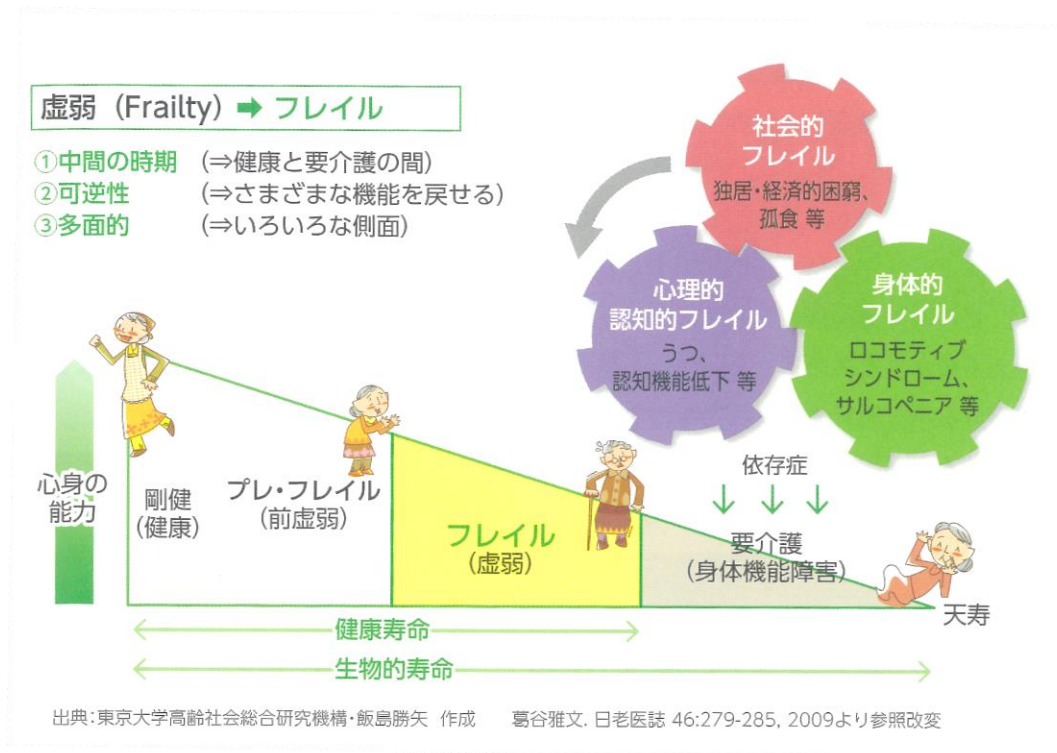 虚弱（Frailty）➡ フレイル
①中間の時期（⇒健康と要介護の間）
②可逆性（⇒さまざまな機能を戻せる）
③多面的（⇒いろいろな側面）
社会的
フレイル
独居・経済的困窮、
孤食 等
心理的
認知的フレイル
うつ、
認知機能低下 等
身体的
フレイル
ロコモティブ
シンドローム、
サルコペニア 等
心身の
能力
剛健
（健康）
プレ・フレイル
（前虚弱）
フレイル
（虚弱）
依存症
要介護
（身体機能障害）
天寿
健康寿命
生物的寿命
出典：東京大学高齢社会総合研究機構・飯島勝矢 作成 葛谷雅文. 日老医誌 46:279-285, 2009より参照改変